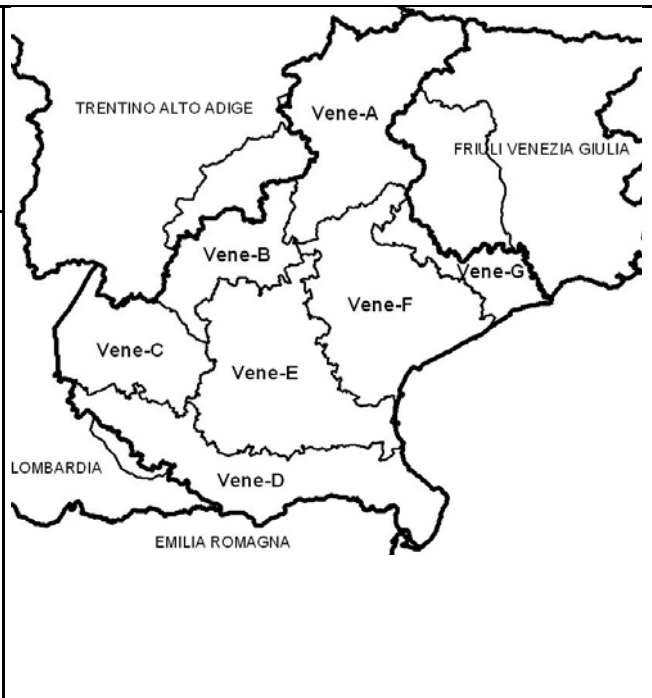 TRENTINO ALTO ADIGE
Vene-A
FRIULI VENEZIA GIULIA
Vene-B
Vene-G
Vene-F
Vene-C
Vene-E
LOMBARDIA
Vene-D
EMILIA ROMAGNA